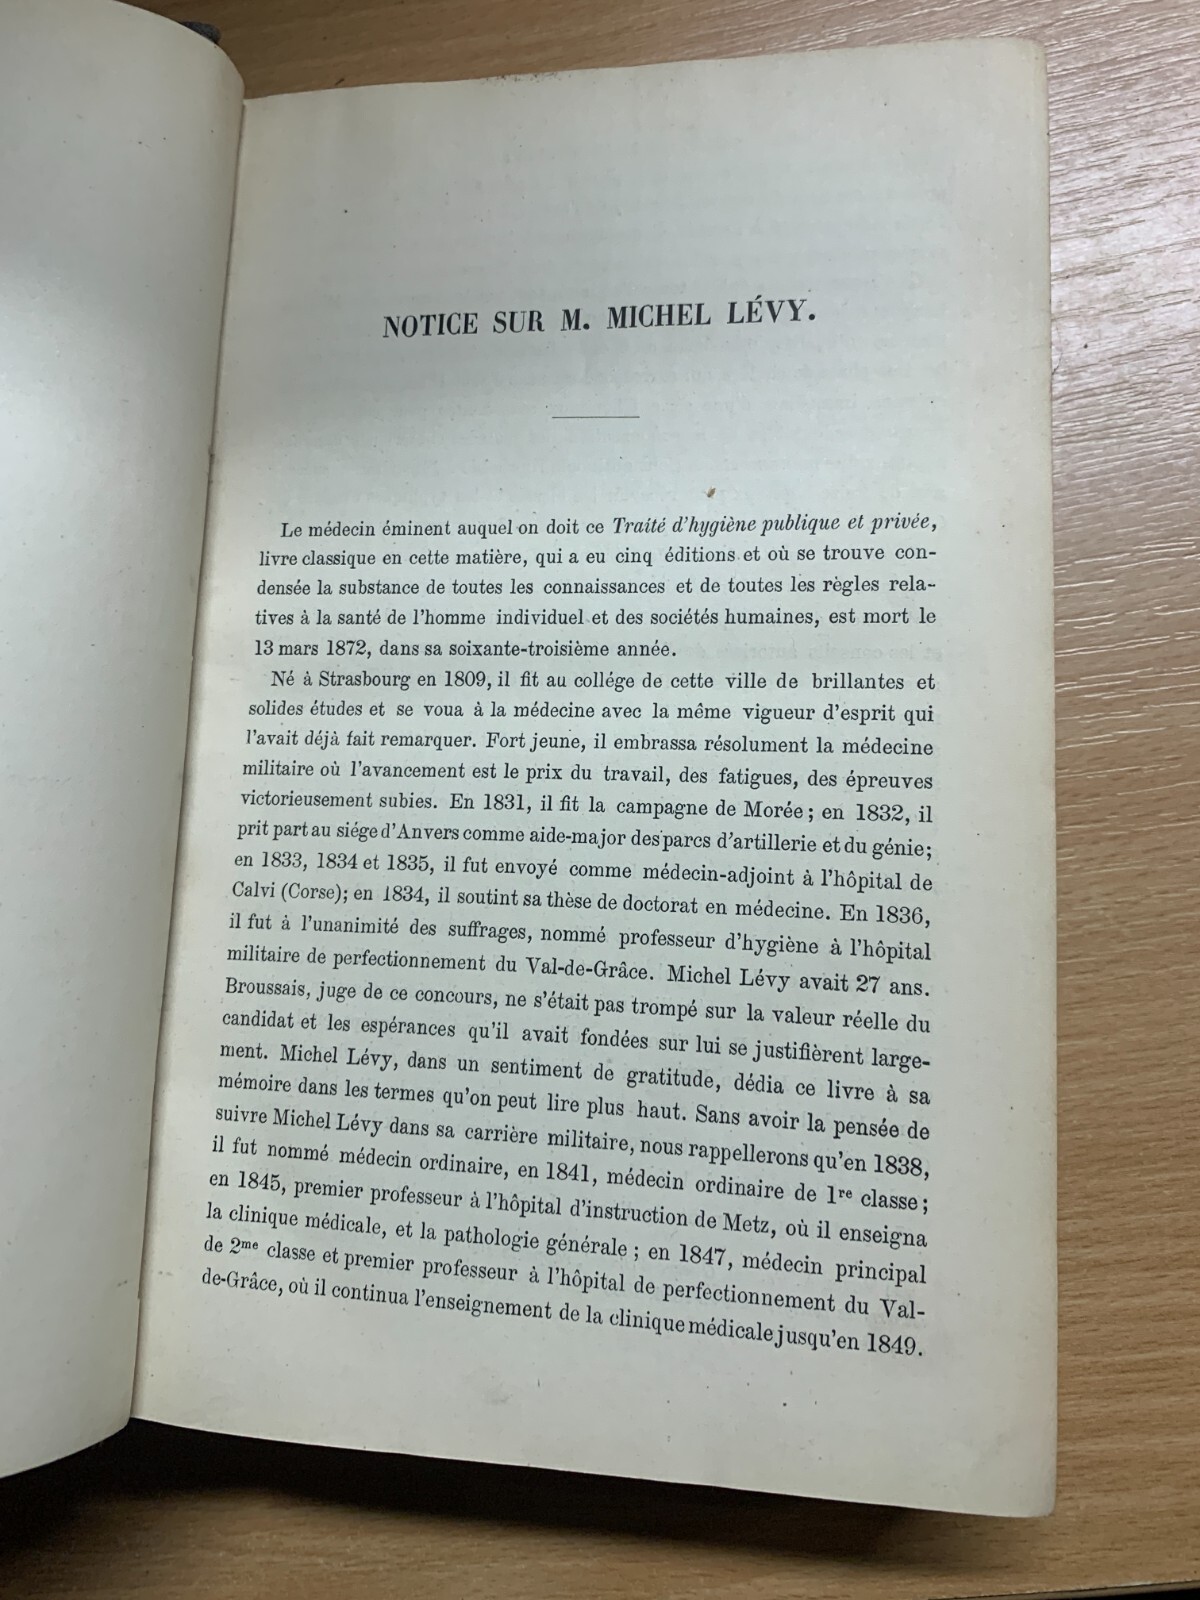 NOTICE SUR M. MICHEL LÉVY.
Le médecin éminent auquel on doit ce Traité d'hygiène publique et privée,
livre classique en cette matière, qui a eu cinq éditions et où se trouve con-
densée la substance de toutes les connaissances et de toutes les règles rela-
tives à la santé de l'homme individuel et des sociétés humaines, est mort le
13 mars 1872, dans sa soixante-troisième année.
Né à Strasbourg en 1809, il fit au collége de cette ville de brillantes et
solides études et se voua à la médecine avec la même vigueur d'esprit qui
l'avait déjà fait remarquer. Fort jeune, il embrassa résolument la médecine
militaire où l'avancement est le prix du travail, des fatigues, des épreuves
victorieusement subies. En 1831, il fit la campagne de Morée; en 1832, il
prit part au siége d'Anvers comme aide-major des parcs d'artillerie et du génie;
en 1833, 1834 et 1835, il fut envoyé comme médecin-adjoint à l'hôpital de
Calvi (Corse); en 1834, il soutint sa thèse de doctorat en médecine. En 1836,
il fut à l'unanimité des suffrages, nommé professeur d'hygiène à l'hôpital
militaire de perfectionnement du Val-de-Grâce. Michel Lévy avait 27 ans.
Broussais, juge de ce concours, ne s'était pas trompé sur la valeur réelle du
candidat et les espérances qu'il avait fondées sur lui se justifièrent large-
ment. Michel Lévy, dans un sentiment de gratitude, dédia ce livre à sa
mémoire dans les termes qu'on peut lire plus haut. Sans avoir la pensée de
suivre Michel Lévy dans sa carrière militaire, nous rappellerons qu'en 1838,
il fut nommé médecin ordinaire, en 1841, médecin ordinaire de 1re classe;
en 1845, premier professeur à l'hôpital d'instruction de Metz, où il enseigna
la clinique médicale, et la pathologie générale; en 1847, médecin principal
de 2me classe et premier professeur à l'hôpital de perfectionnement du Val-
de-Grâce, où il continua l'enseignement de la clinique médicale jusqu'en 1849.